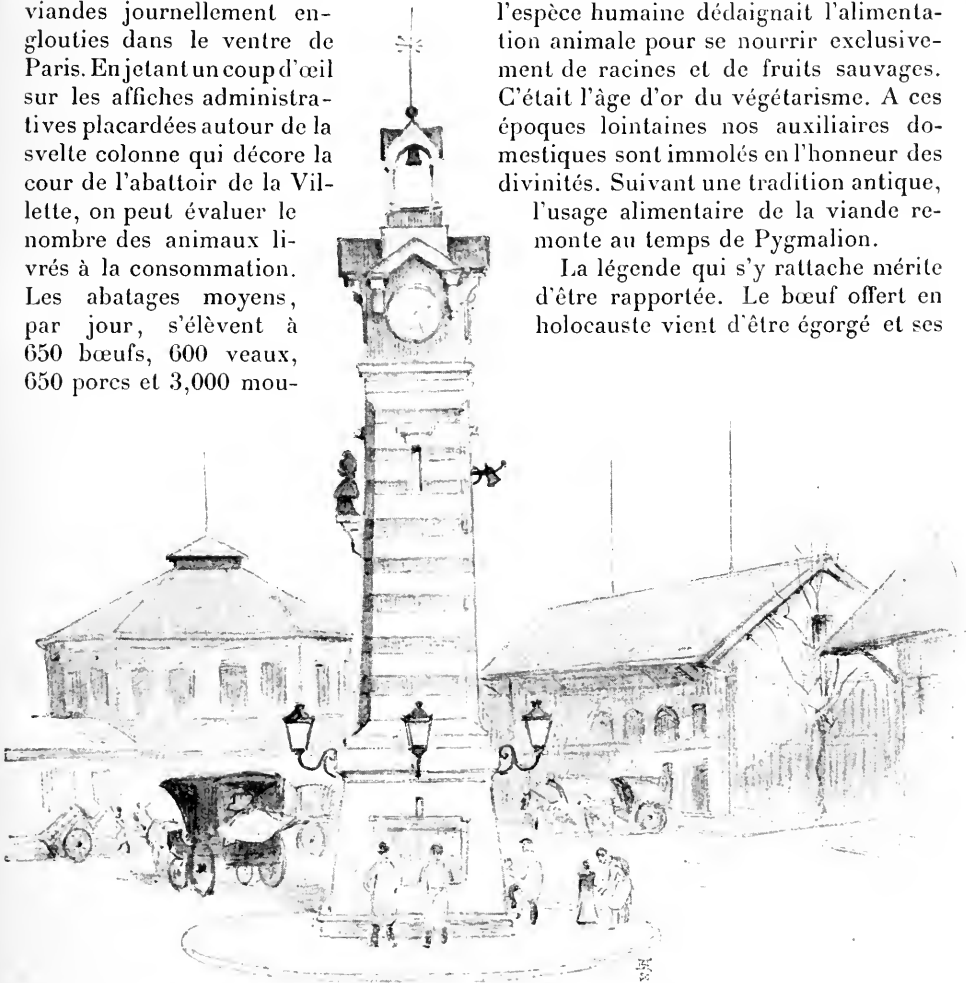 viandes journellement en-
glouties dans le ventre de
Paris. En jetant un coup d'œil
sur les affiches administra-
tives placardées autour de la
svelte colonne qui décore la
cour de l'abattoir de la Vil-
lette, on peut évaluer le
nombre des animaux li-
vrés à la consommation.
Les abatages moyens,
par jour, s'élèvent à
650 bœufs, 600 veaux,
650 porcs et 3,000 mou-
l'espèce humaine dédaignait l'alimenta-
tion animale pour se nourrir exclusive-
ment de racines et de fruits sauvages.
C'était l'âge d'or du végétarisme. A ces
époques lointaines nos auxiliaires do-
mestiques sont immolés en l'honneur des
divinités. Suivant une tradition antique,
l'usage alimentaire de la viande re-
monte au temps de Pygmalion.
La légende qui s'y rattache mérite
d'être rapportée. Le bœuf offert en
holocauste vient d'être égorgé et ses